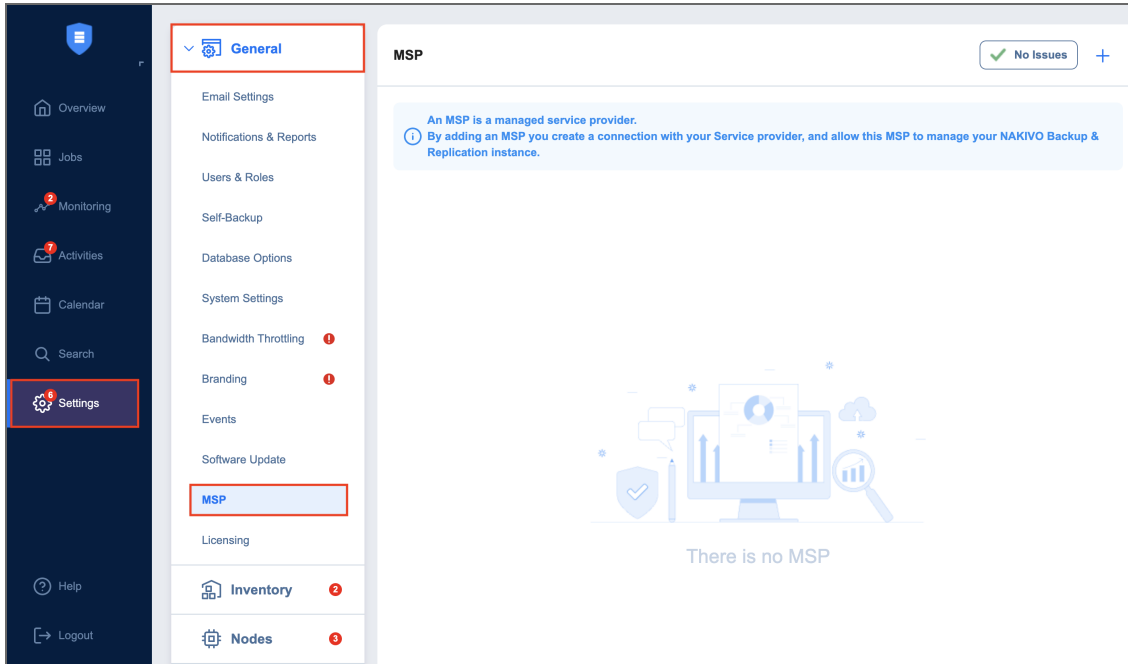 Overview
Jobs
2
Monitoring
7
Activities
Calendar
Search
6
Settings
Help
Logout
General
Email Settings
Notifications & Reports
Users & Roles
Self-Backup
Database Options
System Settings
Bandwidth Throttling
Branding
Events
Software Update
MSP
Licensing
Inventory 2
Nodes 3
MSP
No Issues
An MSP is a managed service provider.
By adding an MSP you create a connection with your Service provider, and allow this MSP to manage your NAKIVO Backup &
Replication instance.
There is no MSP